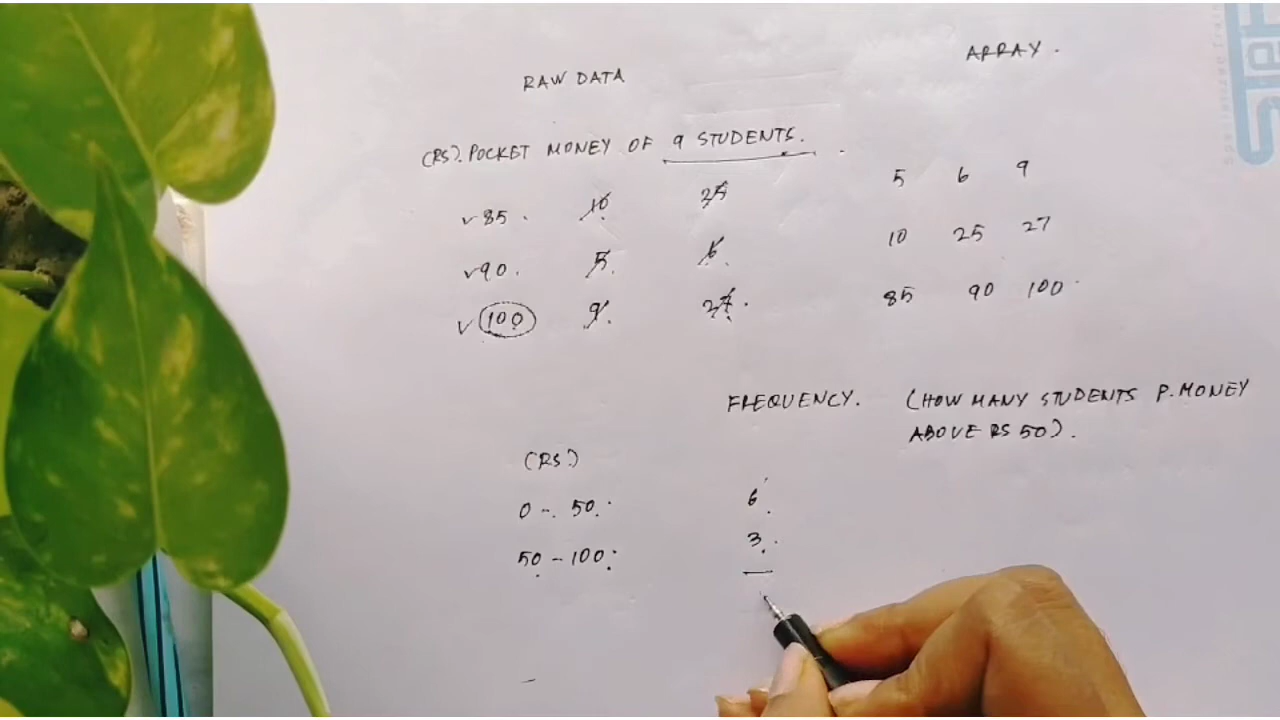 RAW DATA
ARRAY.
(RS). POCKET MONEY OF 9 STUDENTS.
85. 10 25
90. 5. 6.
100 9. 27.
5 6 9
10 25 27
85 90 100
FREQUENCY. (HOW MANY STUDENTS P. MONEY
ABOVE RS 50).
(RS)
0 - 50. 6.
50 - 100. 3.